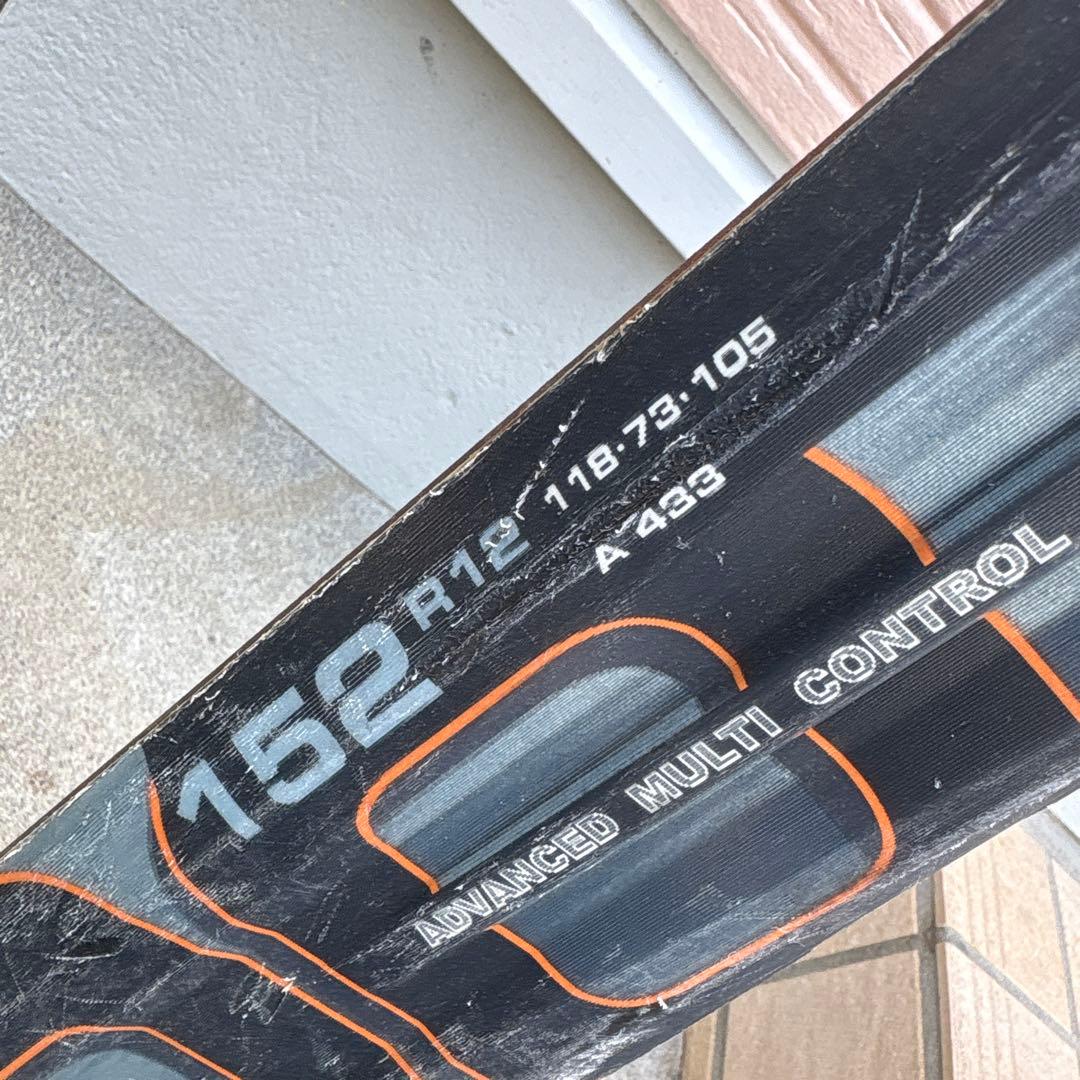 152 R12 118·73·105
A 433
ADVANCED MULTI CONTROL